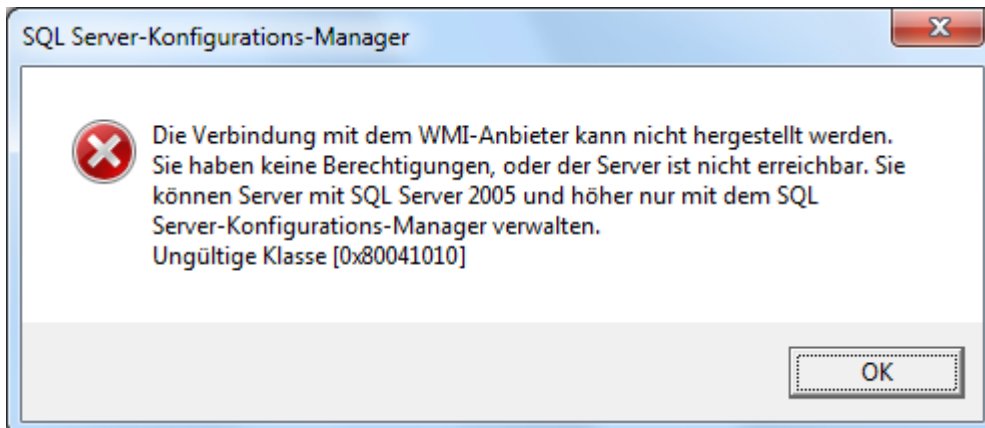 SQL Server-Konfigurations-Manager
Die Verbindung mit dem WMI-Anbieter kann nicht hergestellt werden.
Sie haben keine Berechtigungen, oder der Server ist nicht erreichbar. Sie
können Server mit SQL Server 2005 und höher nur mit dem SQL
Server-Konfigurations-Manager verwalten.
Ungültige Klasse [0x80041010]
OK